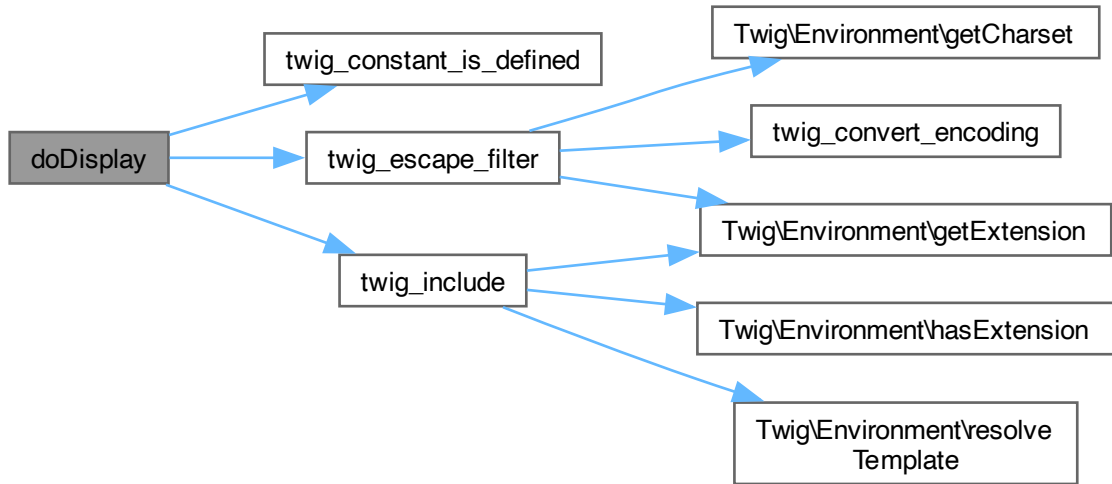 Twig\Environment\getCharset
twig_constant_is_defined
twig_convert_encoding
doDisplay
twig_escape_filter
Twig\Environment\getExtension
twig_include
Twig\Environment\hasExtension
Twig\Environment\resolve
Template